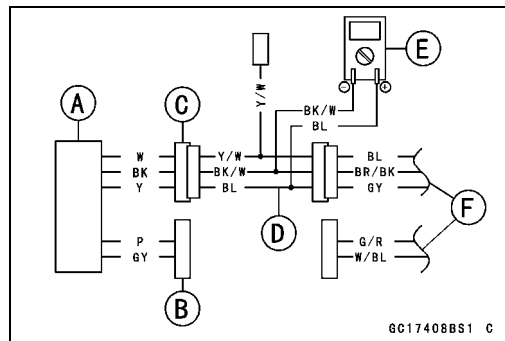 E
A
C
Y/W
⊖
⊕
BK/W
BL
W
Y/W
BL
BK
BK/W
BR/BK
Y
BL
GY
F
D
P
G/R
GY
W/BL
B
GC17408BS1 C